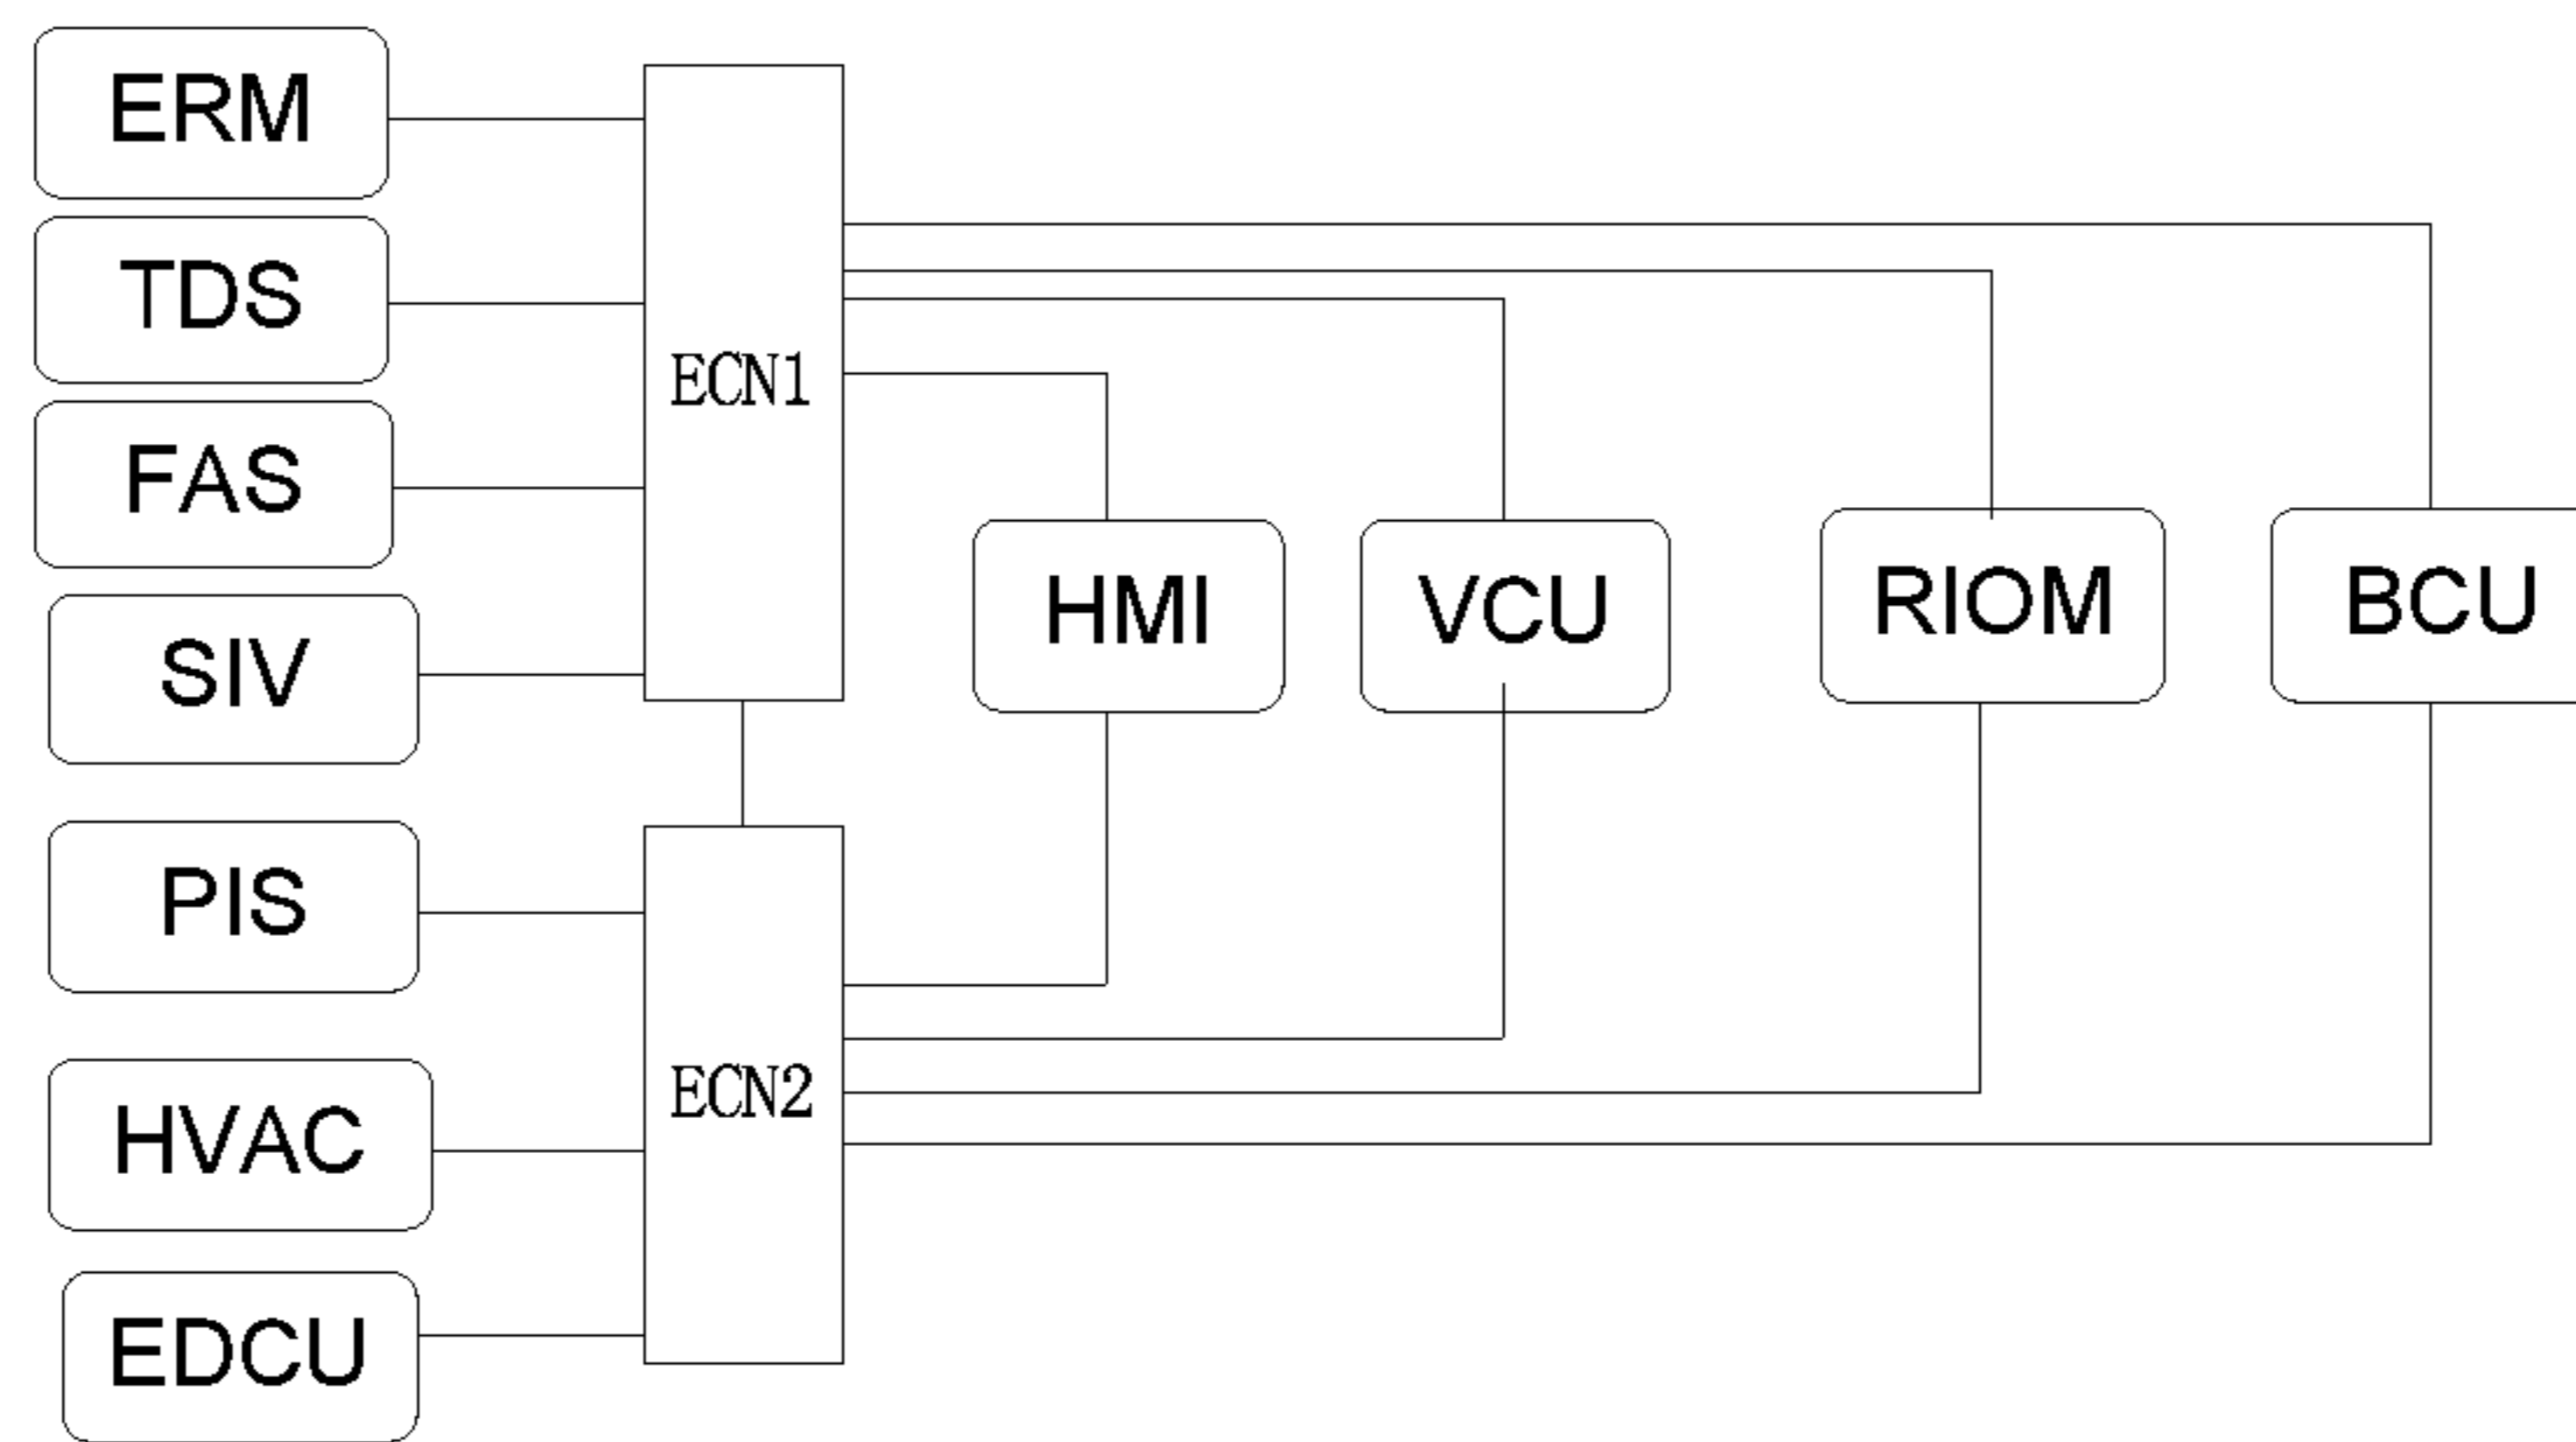 ERM
TDS
FAS
SIV
PIS
HVAC
EDCU
ECN1
ECN2
HMI
VCU
RIOM
BCU